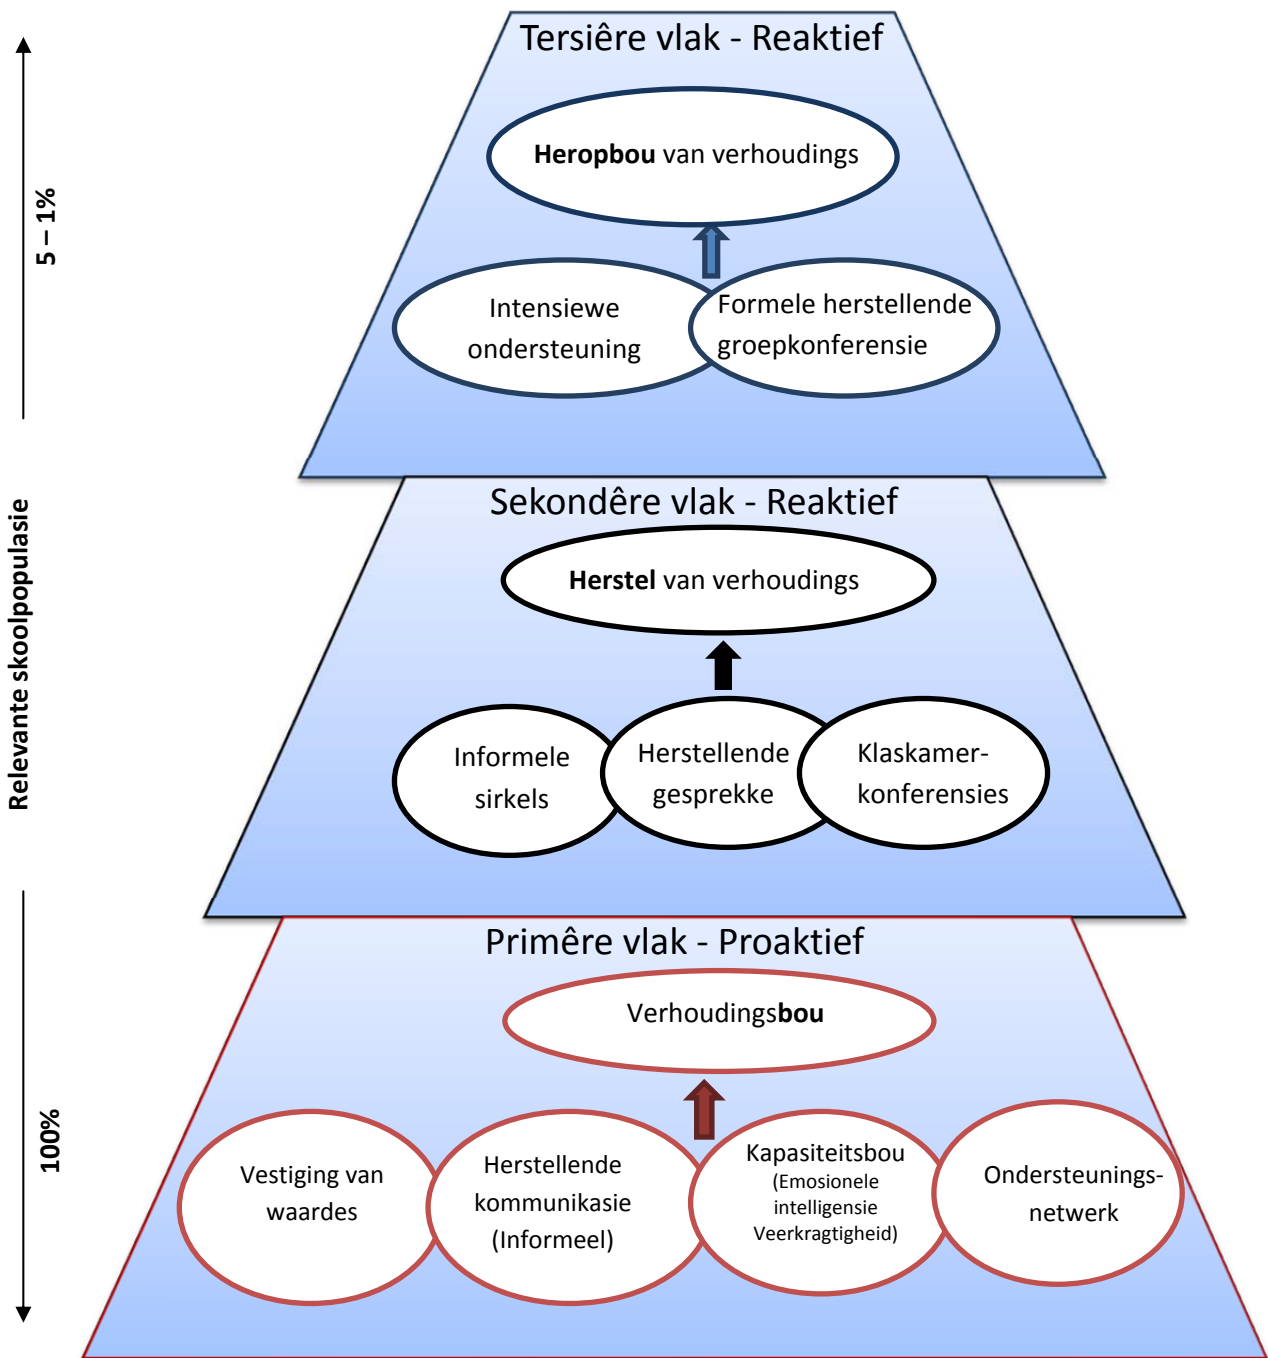 Tersiêre vlak - Reaktief
Heropbou van verhoudings
Intensiewe
ondersteuning
Formele herstellende
groepkonferensie
5 – 1%
Sekondêre vlak - Reaktief
Herstel van verhoudings
Informele
sirkels
Herstellende
gesprekke
Klaskamer-
konferensies
Relevante skoolpopulasie
Primêre vlak - Proaktief
Verhoudingsbou
Vestiging van
waardes
Herstellende
kommunikasie
(Informeel)
Kapasiteitsbou
(Emosionele
intelligensie
Veerkragtigheid)
Ondersteunings-
netwerk
100%